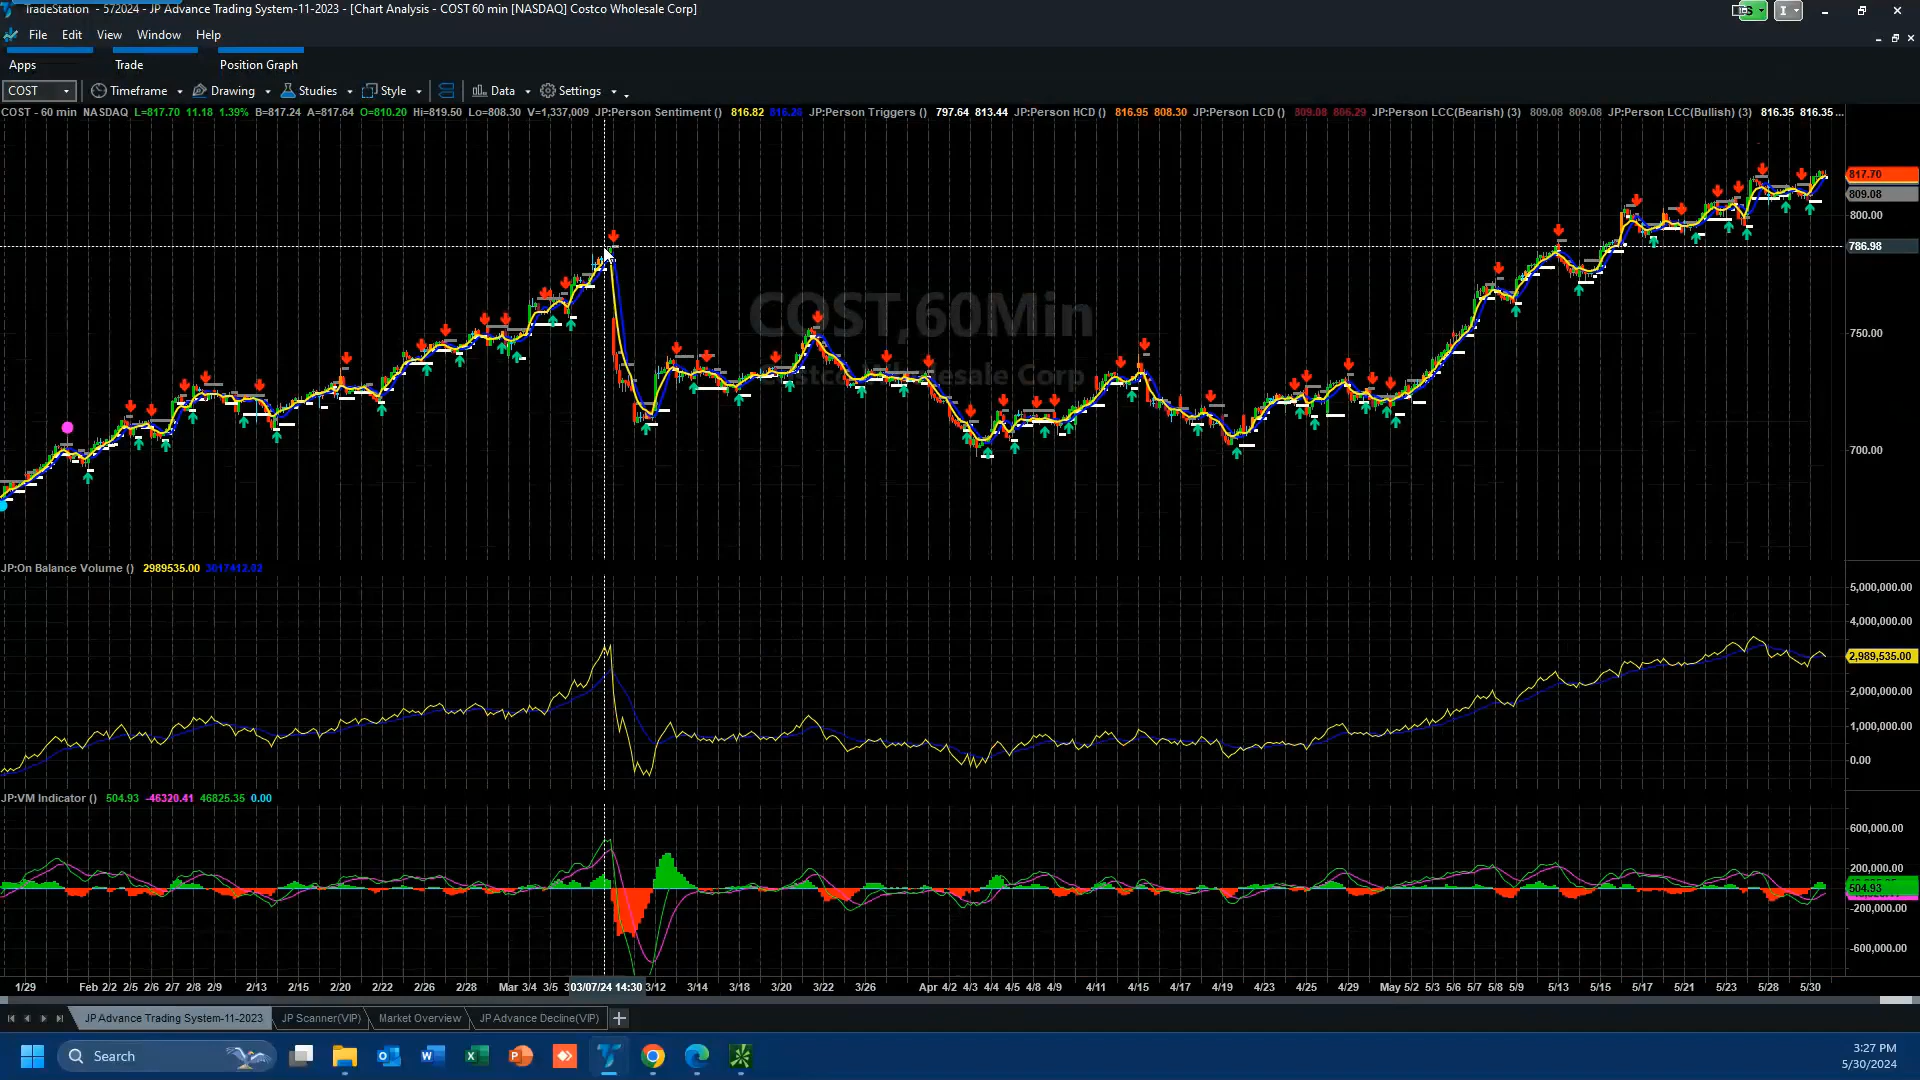 TradeStation - 572024 - JP Advance Trading System-11-2023 - [Chart Analysis - COST 60 min [NASDAQ] Costco Wholesale Corp]
File Edit View Window Help
Apps Trade Position Graph
COST Timeframe Drawing Studies Style Data Settings
COST - 60 min NASDAQ L=817.70 11.18 1.39% B=817.24 A=817.64 O=810.20 Hi=819.50 Lo=808.30 V=1,337,009 JP:Person Sentiment () 816.82 816.26 JP:Person Triggers () 797.64 813.44 JP:Person HCD () 816.95 808.30 JP:Person LCD () 809.08 806.29 JP:Person LCC(Bearish) (3) 809.08 809.08 JP:Person LCC(Bullish) (3) 816.35 816.35 ...
817.70
809.08
800.00
786.98
COST,60Min
750.00
Costco Wholesale Corp
700.00
JP:On Balance Volume () 2989535.00 3017412.03
5,000,000.00
4,000,000.00
2,989,535.00
2,000,000.00
1,000,000.00
0.00
JP:VM Indicator () 504.93 -46320.41 46825.35 0.00
600,000.00
200,000.00
504.93
-200,000.00
-600,000.00
1/29 Feb 2/2 2/5 2/6 2/7 2/8 2/9 2/13 2/15 2/20 2/22 2/26 2/28 Mar 3/4 3/5 03/07/24 14:30 3/12 3/14 3/18 3/20 3/22 3/26 Apr 4/2 4/3 4/4 4/5 4/8 4/9 4/11 4/15 4/17 4/19 4/23 4/25 4/29 May 5/2 5/3 5/6 5/7 5/8 5/9 5/13 5/15 5/17 5/21 5/23 5/28 5/30
JP Advance Trading System-11-2023 JP Scanner(VIP) Market Overview JP Advance Decline(VIP)
Search
3:27 PM
5/30/2024